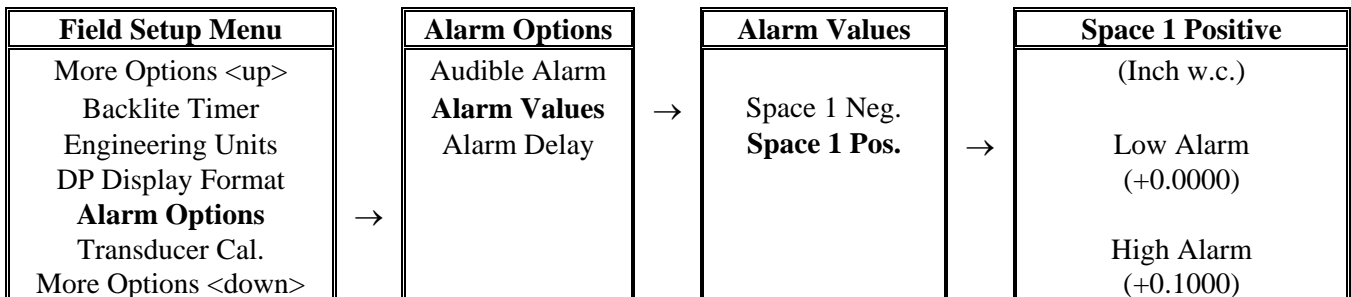 Field Setup Menu
More Options <up>
Backlite Timer
Engineering Units
DP Display Format
Alarm Options
Transducer Cal.
More Options <down>
→
Alarm Options
Audible Alarm
Alarm Values
Alarm Delay
→
Alarm Values
Space 1 Neg.
Space 1 Pos.
→
Space 1 Positive
(Inch w.c.)
Low Alarm
(+0.0000)
High Alarm
(+0.1000)